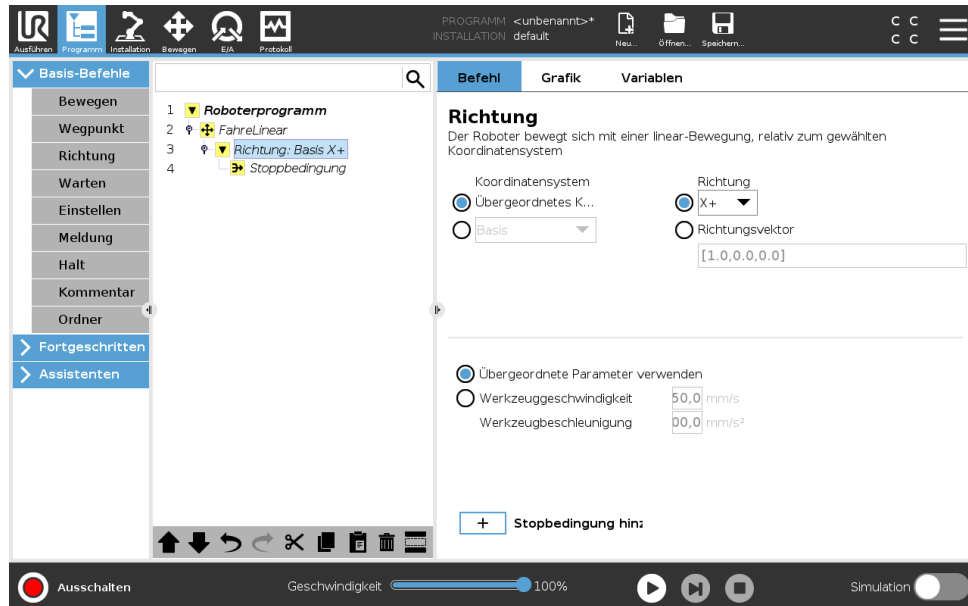 PROGRAMM <unbenannt>*
INSTALLATION default
Ausführen
Programm
Installation
Bewegen
E/A
Protokoll
Neu...
Öffnen...
Speichern...
C C
C C
Basis-Befehle
Bewegen
Wegpunkt
Richtung
Warten
Einstellen
Meldung
Halt
Kommentar
Ordner
Fortgeschritten
Assistenten
1 Roboterprogramm
2 FahreLinear
3 Richtung: Basis X+
4 Stoppbedingung
Befehl Grafik Variablen
Richtung
Der Roboter bewegt sich mit einer linear-Bewegung, relativ zum gewählten
Koordinatensystem
Koordinatensystem
Übergeordnetes K...
Basis
Richtung
X+
Richtungsvektor
[1.0,0.0,0.0]
Übergeordnete Parameter verwenden
Werkzeuggeschwindigkeit 50,0 mm/s
Werkzeugbeschleunigung 00,0 mm/s²
+ Stopbedingung hinz
Ausschalten
Geschwindigkeit 100%
Simulation